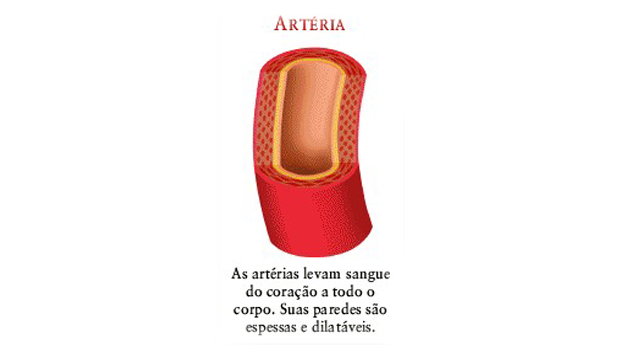 ARTÉRIA
As artérias levam sangue
do coração a todo o
corpo. Suas paredes são
espessas e dilatáveis.